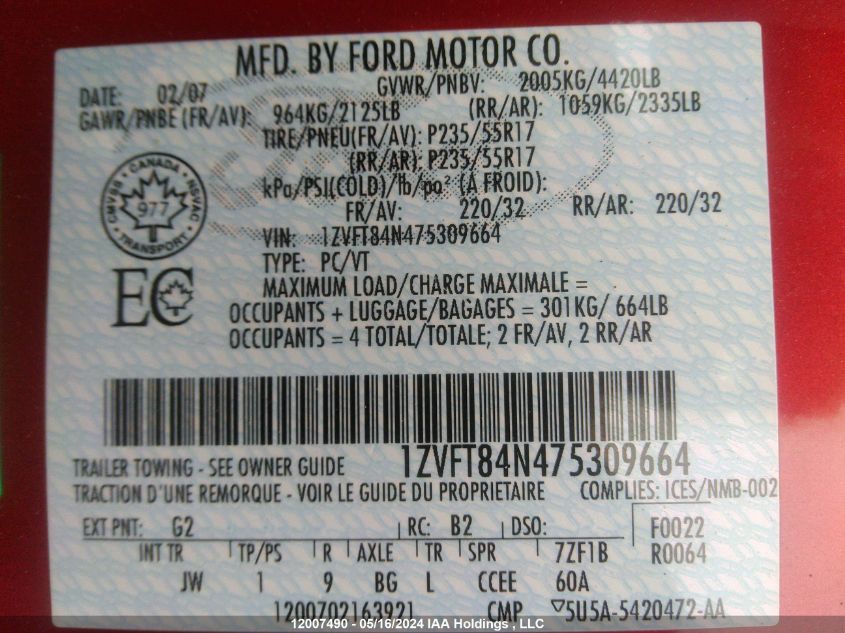 MFD. BY FORD MOTOR CO.
DATE: 02/07 GVWR/PNBV: 2005KG/4420LB
GAWR/PNBE (FR/AV): 964KG/2125LB (RR/AR): 1059KG/2335LB
TIRE/PNEU(FR/AV): P235/55R17
(RR/AR): P235/55R17
kPa/PSI(COLD)/lb/po² (A FROID):
FR/AV: 220/32 RR/AR: 220/32
VIN: 1ZVFT84N475309664
TYPE: PC/VT
CANADA
CMVSS NSVAC
977
TRANSPORT
EC
MAXIMUM LOAD/CHARGE MAXIMALE =
OCCUPANTS + LUGGAGE/BAGAGES = 301KG/ 664LB
OCCUPANTS = 4 TOTAL/TOTALE; 2 FR/AV, 2 RR/AR
1ZVFT84N475309664
TRAILER TOWING - SEE OWNER GUIDE
TRACTION D'UNE REMORQUE - VOIR LE GUIDE DU PROPRIETAIRE COMPLIES: ICES/NMB-002
EXT PNT: G2 RC: B2 DSO: F0022
INT TR TP/PS R AXLE TR SPR 7ZF1B R0064
JW 1 9 BG L CCEE 60A
1200702163921 CMP ▽5U5A-5420472-AA
12007490 - 05/16/2024 IAA Holdings , LLC